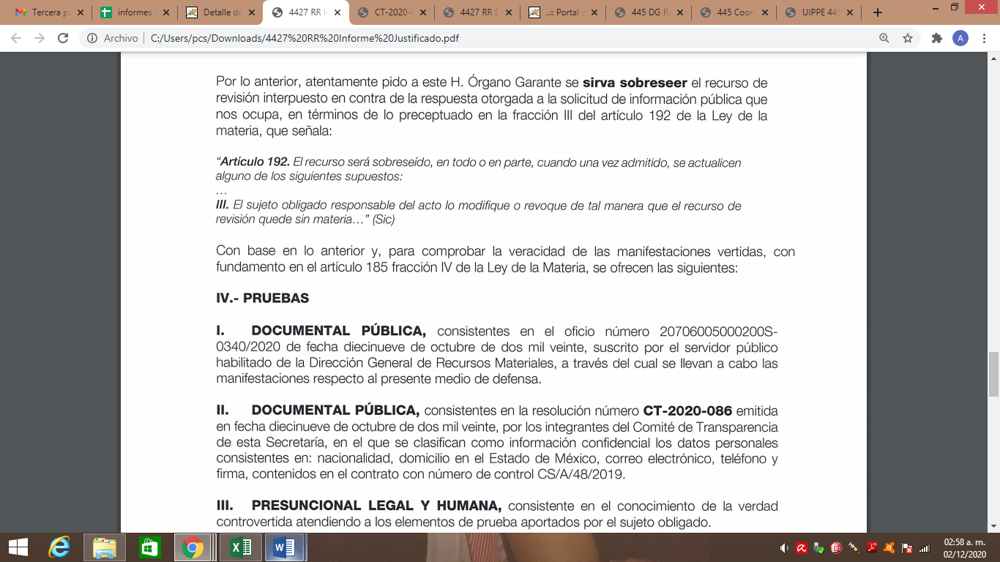 Tercera pa
informes
Detalle de
4427 RR I
CT-2020-
4427 RR D
..:: Portal
445 DG R
445 Coor
UIPPE 44
Archivo
C:/Users/pcs/Downloads/4427%20RR%20Informe%20Justificado.pdf
A
Por lo anterior, atentamente pido a este H. Órgano Garante se sirva sobreseer el recurso de
revisión interpuesto en contra de la respuesta otorgada a la solicitud de información pública que
nos ocupa, en términos de lo preceptuado en la fracción III del artículo 192 de la Ley de la
materia, que señala:
“Artículo 192. El recurso será sobreseído, en todo o en parte, cuando una vez admitido, se actualicen
alguno de los siguientes supuestos:
…
III. El sujeto obligado responsable del acto lo modifique o revoque de tal manera que el recurso de
revisión quede sin materia…” (Sic)
Con base en lo anterior y, para comprobar la veracidad de las manifestaciones vertidas, con
fundamento en el artículo 185 fracción IV de la Ley de la Materia, se ofrecen las siguientes:
IV.- PRUEBAS
I. DOCUMENTAL PÚBLICA, consistentes en el oficio número 20706005000200S-
0340/2020 de fecha diecinueve de octubre de dos mil veinte, suscrito por el servidor público
habilitado de la Dirección General de Recursos Materiales, a través del cual se llevan a cabo las
manifestaciones respecto al presente medio de defensa.
II. DOCUMENTAL PÚBLICA, consistentes en la resolución número CT-2020-086 emitida
en fecha diecinueve de octubre de dos mil veinte, por los integrantes del Comité de Transparencia
de esta Secretaría, en el que se clasifican como información confidencial los datos personales
consistentes en: nacionalidad, domicilio en el Estado de México, correo electrónico, teléfono y
firma, contenidos en el contrato con número de control CS/A/48/2019.
III. PRESUNCIONAL LEGAL Y HUMANA, consistente en el conocimiento de la verdad
controvertida atendiendo a los elementos de prueba aportados por el sujeto obligado.
02:58 a. m.
02/12/2020